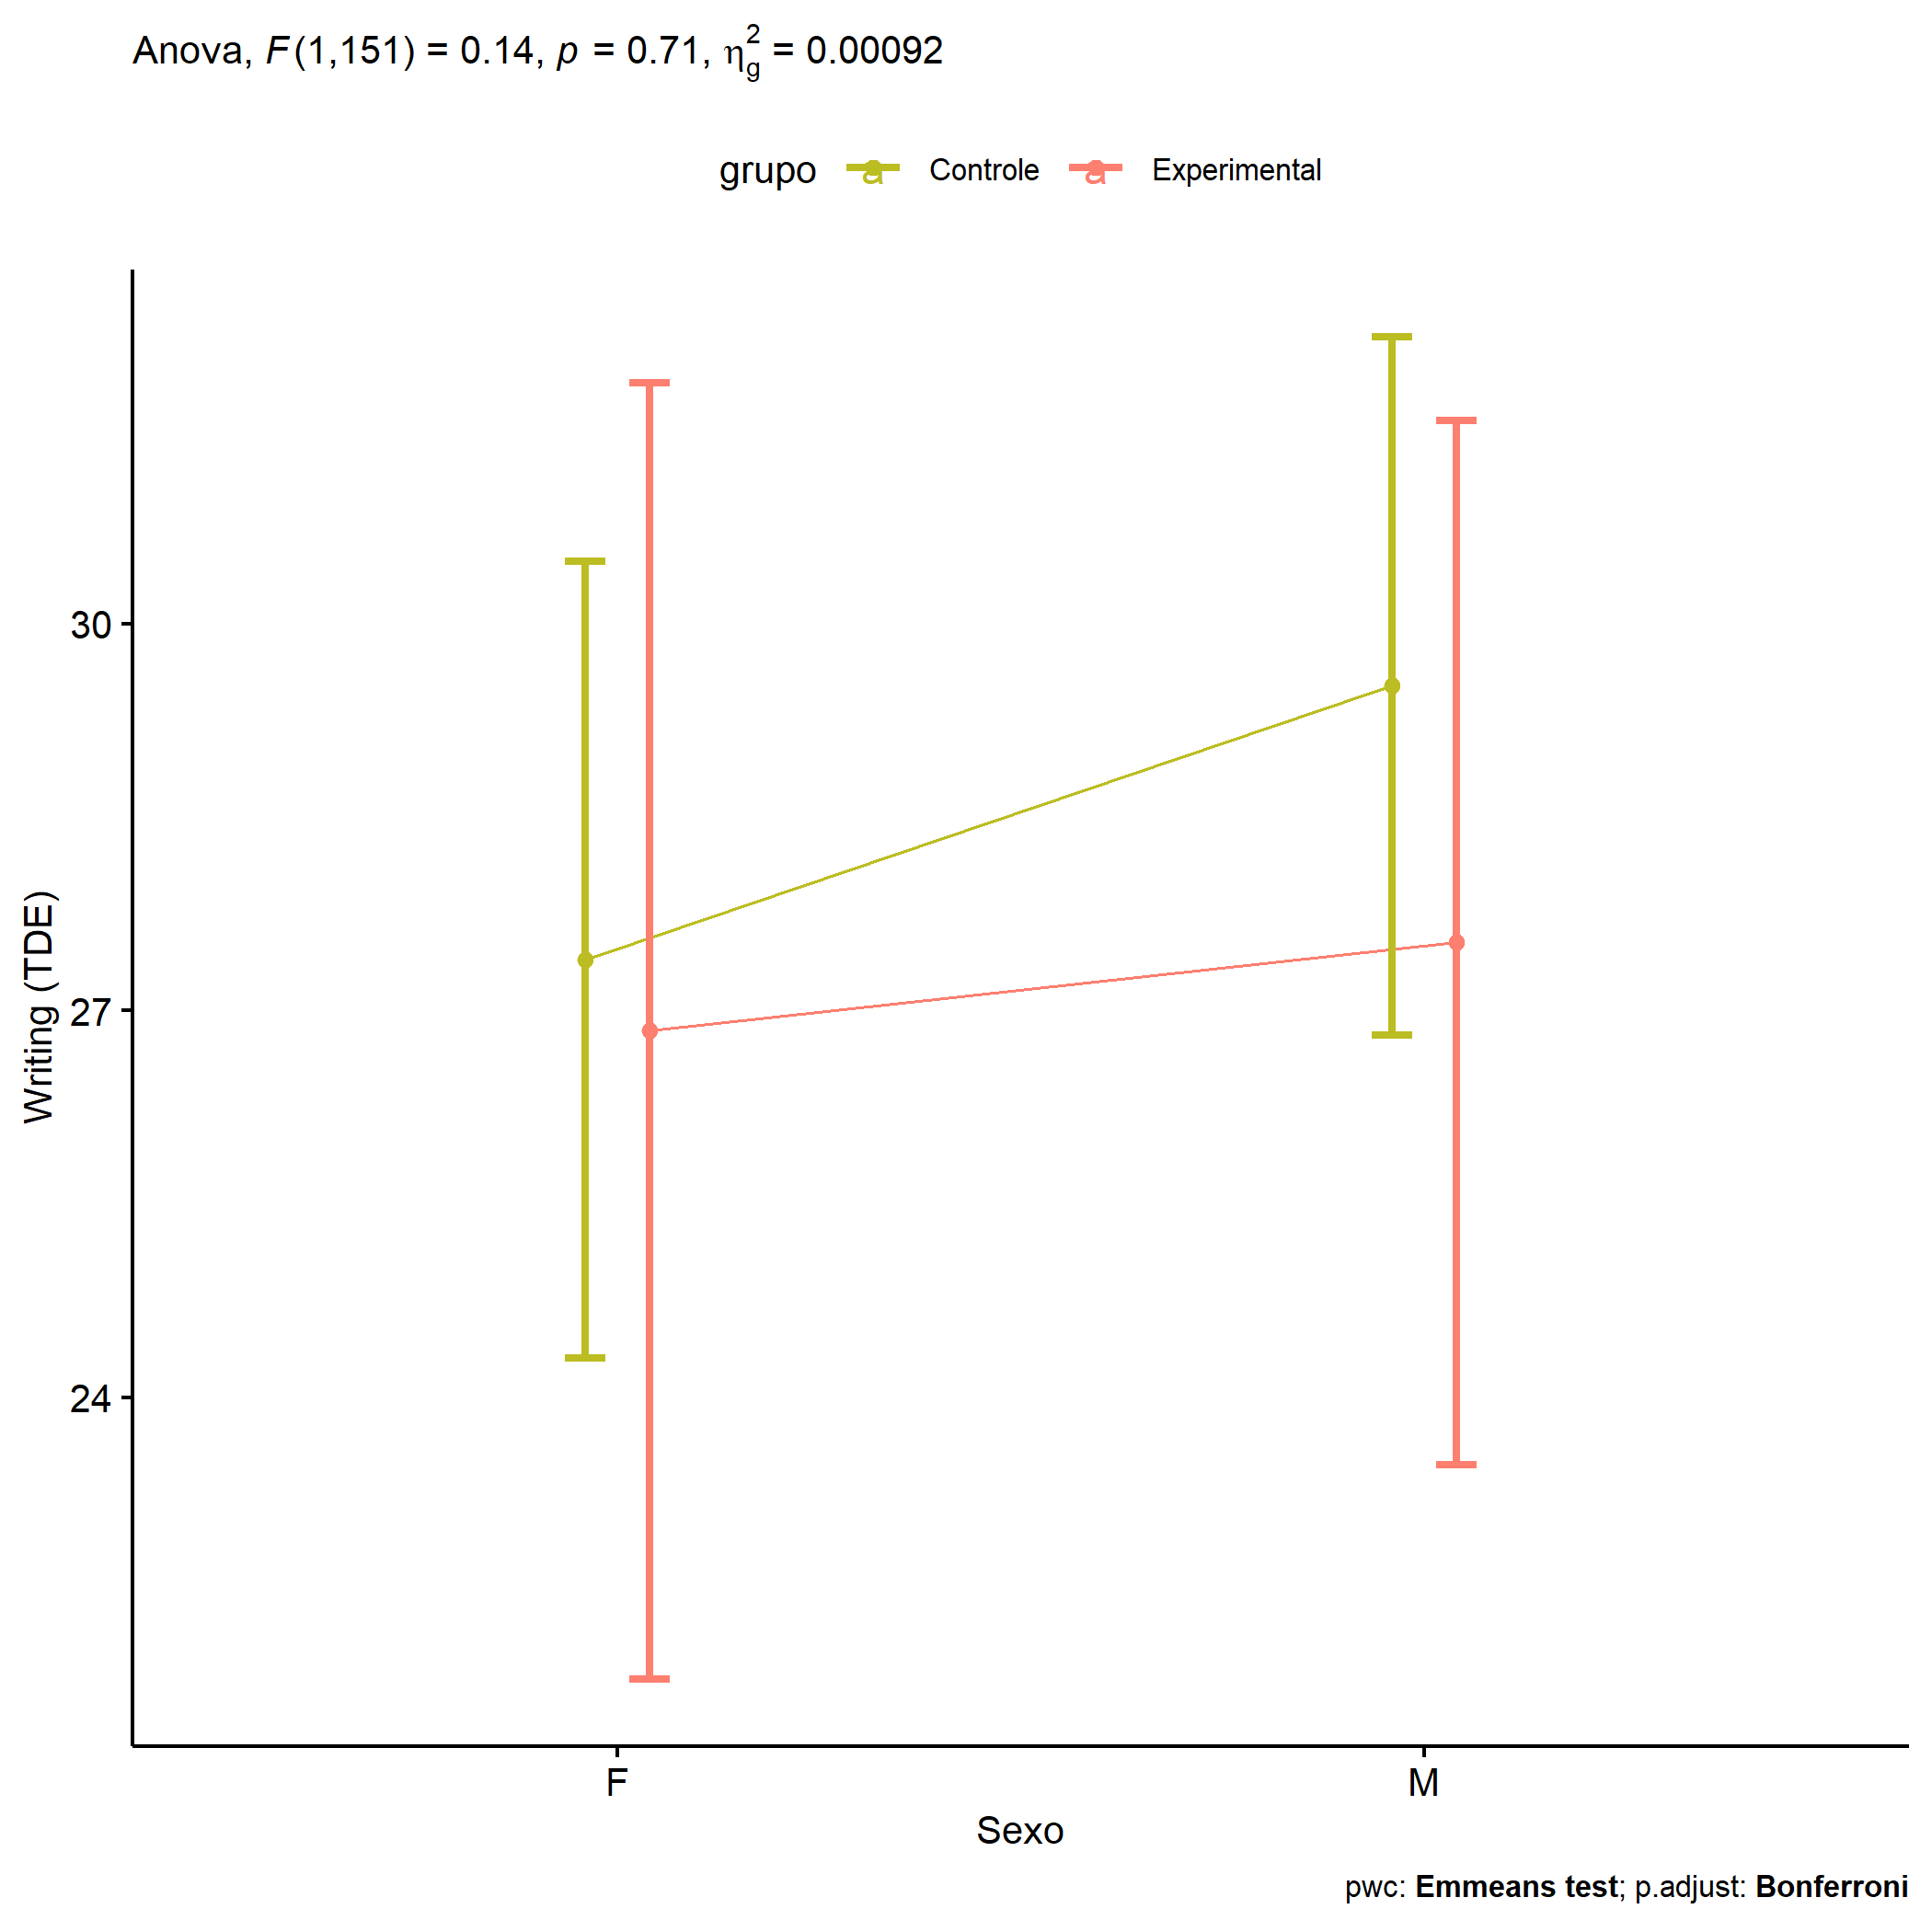 Anova, F(1,151) = 0.14, p = 0.71, η²g = 0.00092
grupo a Controle a Experimental
Writing (TDE)
30
27
24
F M
Sexo
pwc: Emmeans test; p.adjust: Bonferroni